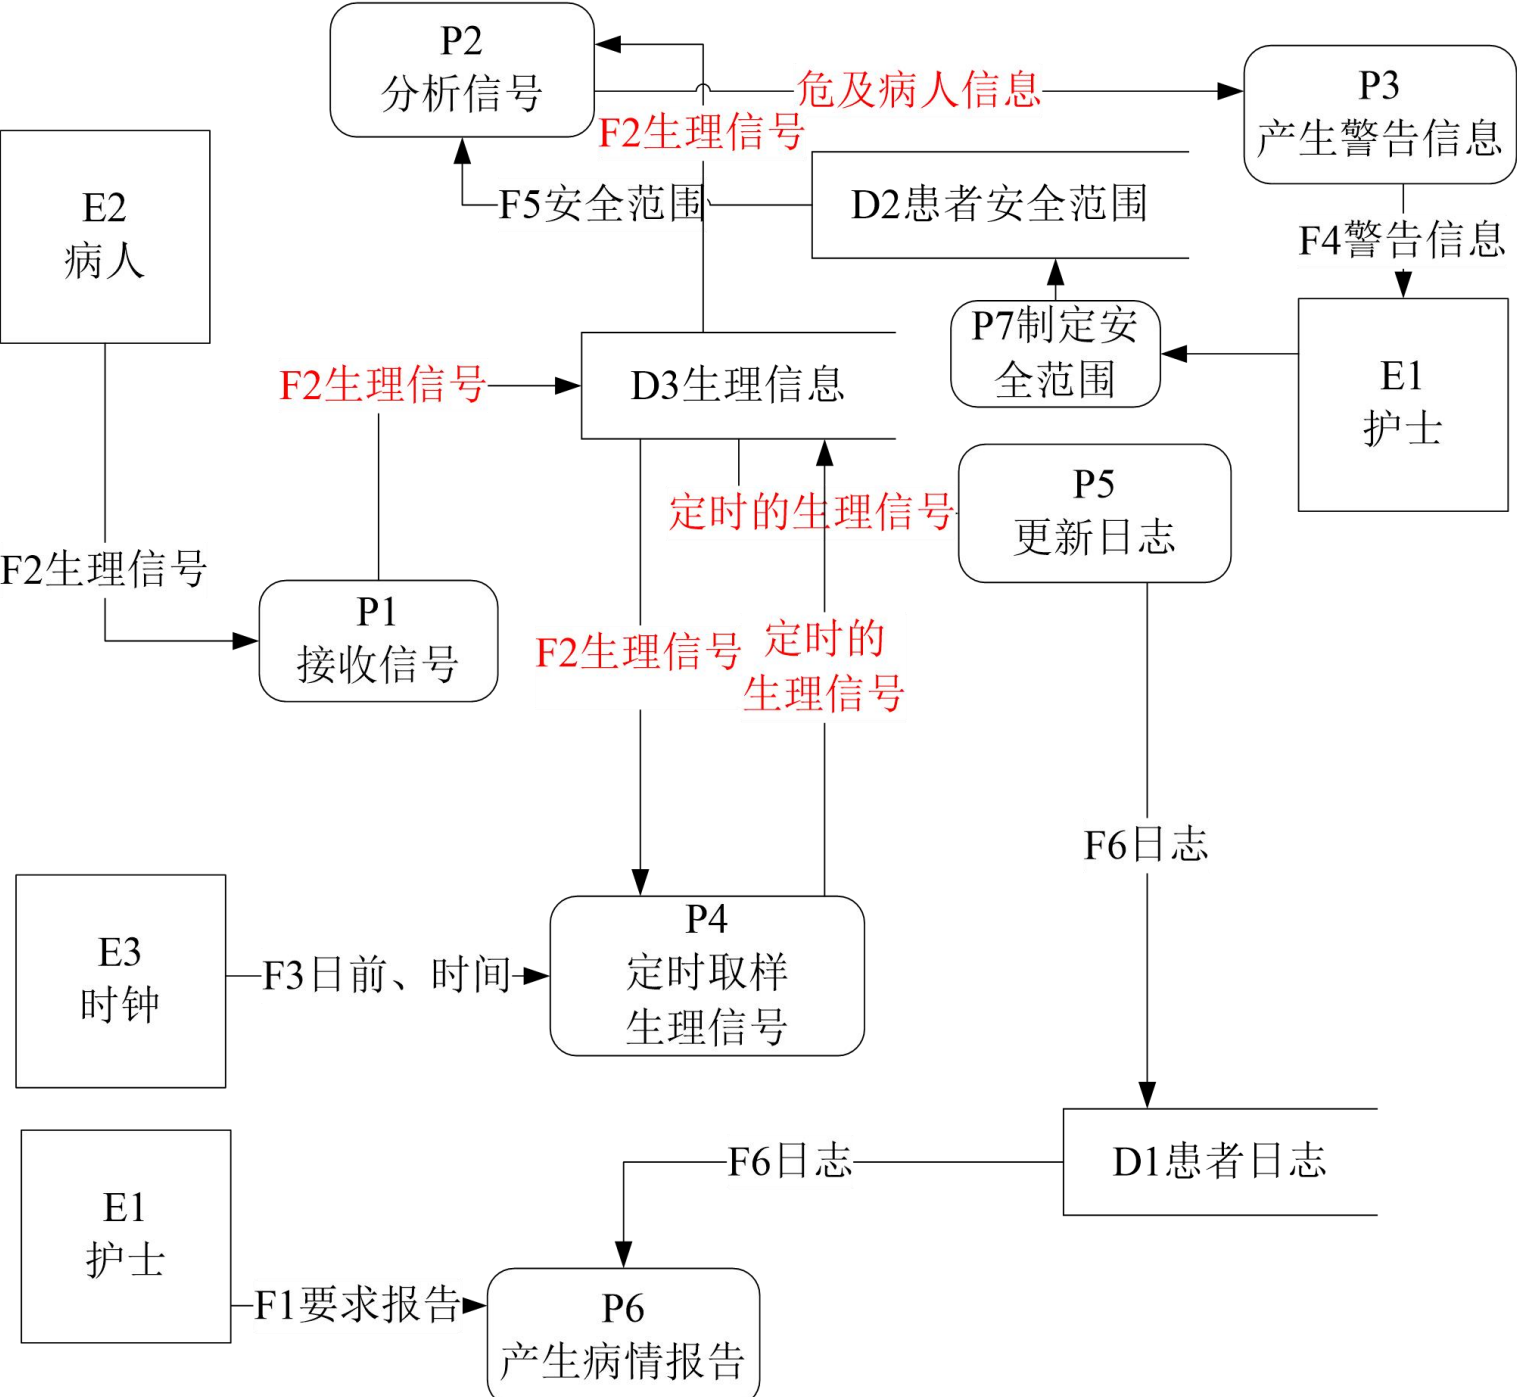 P2
分析信号
危及病人信息
P3
产生警告信息
F2生理信号
E2
病人
F5安全范围
D2患者安全范围
F4警告信息
P7制定安
全范围
F2生理信号
D3生理信息
E1
护士
定时的生理信号
P5
更新日志
F2生理信号
P1
接收信号
F2生理信号
定时的
生理信号
F6日志
P4
定时取样
生理信号
E3
时钟
F3日前、时间
F6日志
D1患者日志
E1
护士
F1要求报告
P6
产生病情报告